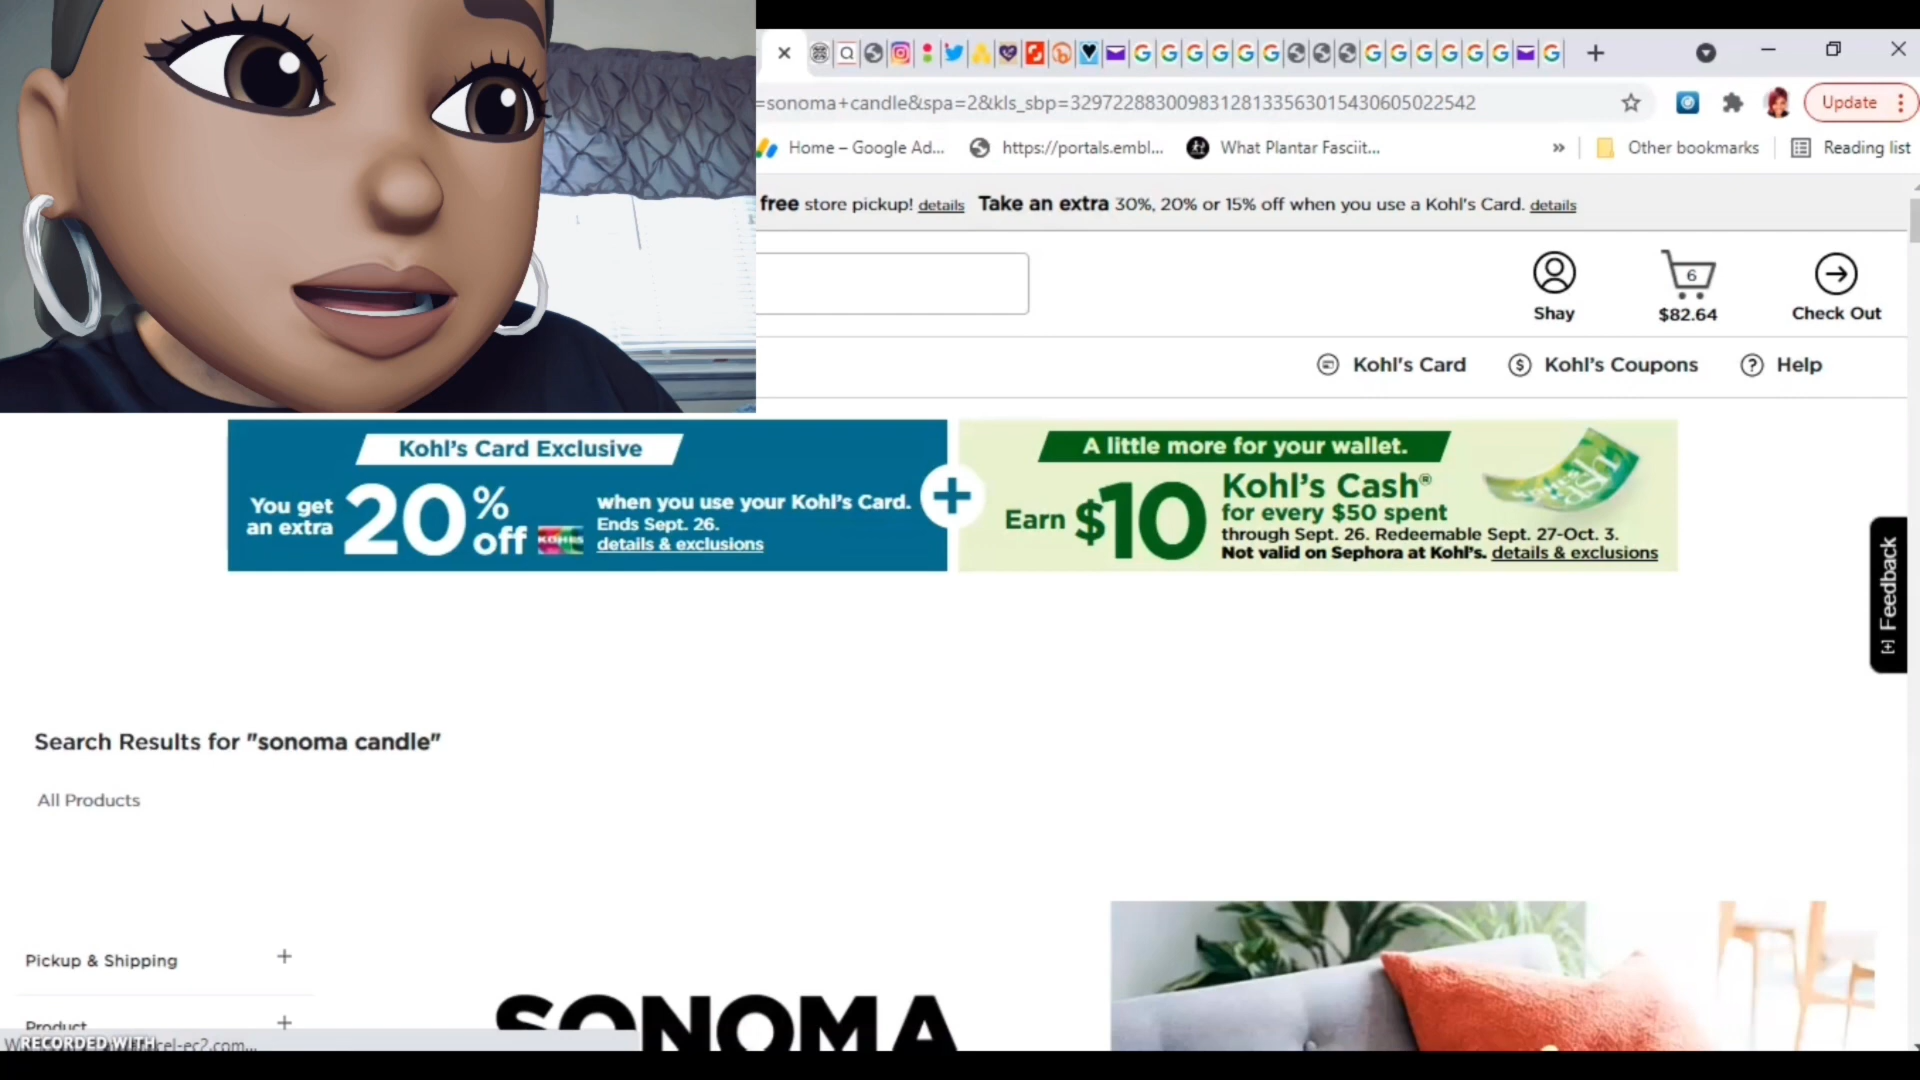 =sonoma+candle&spa=2&kls_sbp=32972288300983128133563015430605022542
Update
Home – Google Ad...
https://portals.embl...
What Plantar Fasciit...
»
Other bookmarks
Reading list
free store pickup! details Take an extra 30%, 20% or 15% off when you use a Kohl's Card. details
6
Shay
$82.64
Check Out
Kohl's Card
Kohl's Coupons
Help
Kohl's Card Exclusive
You get
an extra
20% off
KOHL'S
when you use your Kohl's Card.
Ends Sept. 26.
details & exclusions
+
A little more for your wallet.
Earn $10
Kohl's Cash®
for every $50 spent
through Sept. 26. Redeemable Sept. 27-Oct. 3.
Not valid on Sephora at Kohl's. details & exclusions
[+] Feedback
Search Results for "sonoma candle"
All Products
Pickup & Shipping
Product
SONOMA
RECORDED WITH